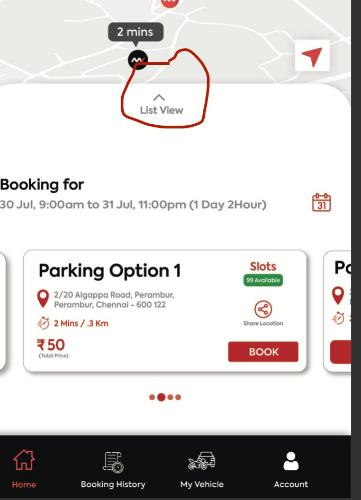 2 mins
List View
Booking for
30 Jul, 9:00am to 31 Jul, 11:00pm (1 Day 2Hour)
31
Parking Option 1
Slots
99 Available
2/20 Algappa Road, Perambur,
Perambur, Chennai - 600 122
2 Mins / .3 Km
Share Location
₹50
(Total Price)
BOOK
Home
Booking History
My Vehicle
Account